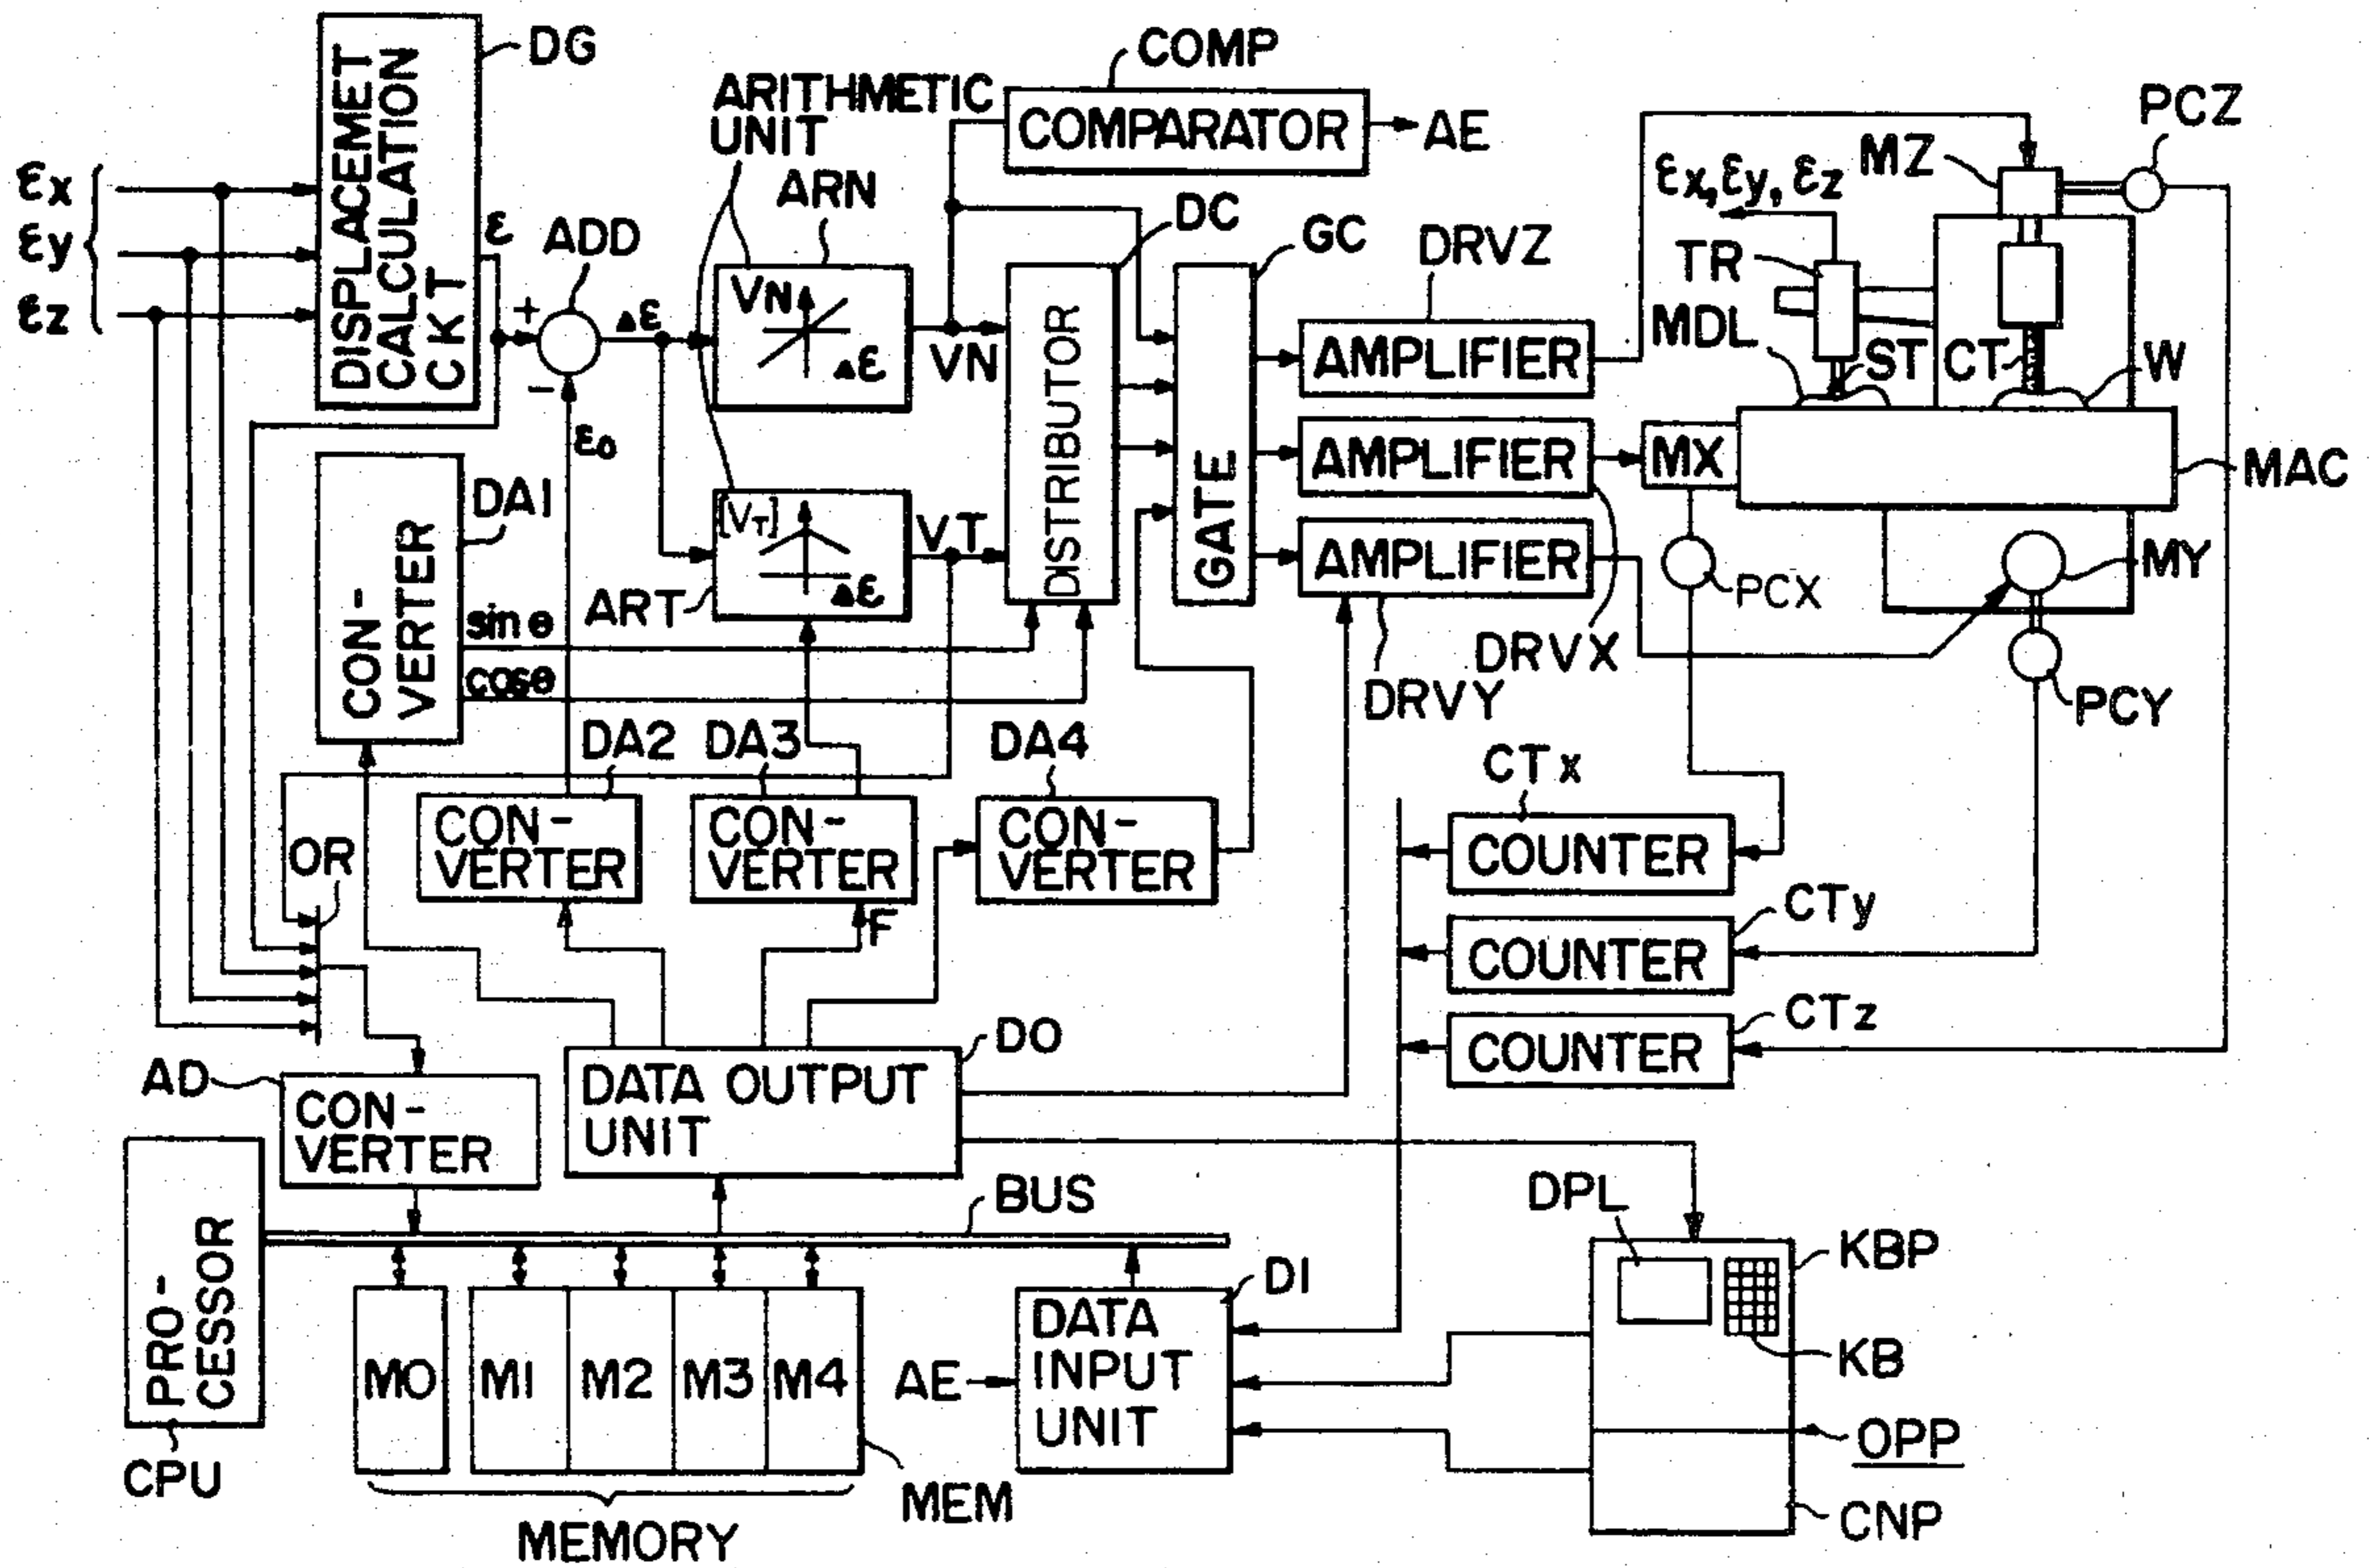 DG
COMP
DISPLACEMET
CALCULATION
CKT
ARITHMETIC
UNIT
COMPARATOR
AE
PCZ
MZ
εx
εy
εz
ε
ADD
ARN
DC
GC
DRVZ
εx, εy, εz
TR
MDL
ST
CT
W
+
−
Δε
VN
Δε
VN
DISTRIBUTOR
GATE
AMPLIFIER
AMPLIFIER
AMPLIFIER
MX
MAC
εo
CON-
VERTER
DA1
[VT]
Δε
VT
ART
sinθ
cosθ
PCX
MY
DRVX
DRVY
PCY
DA2
DA3
DA4
CTx
OR
CON-
VERTER
CON-
VERTER
CON-
VERTER
COUNTER
F
CTy
COUNTER
CTz
COUNTER
DO
AD
CON-
VERTER
DATA OUTPUT
UNIT
BUS
DPL
KBP
PRO-
CESSOR
DI
DATA
INPUT
UNIT
M0
M1
M2
M3
M4
AE
KB
OPP
CPU
MEM
CNP
MEMORY